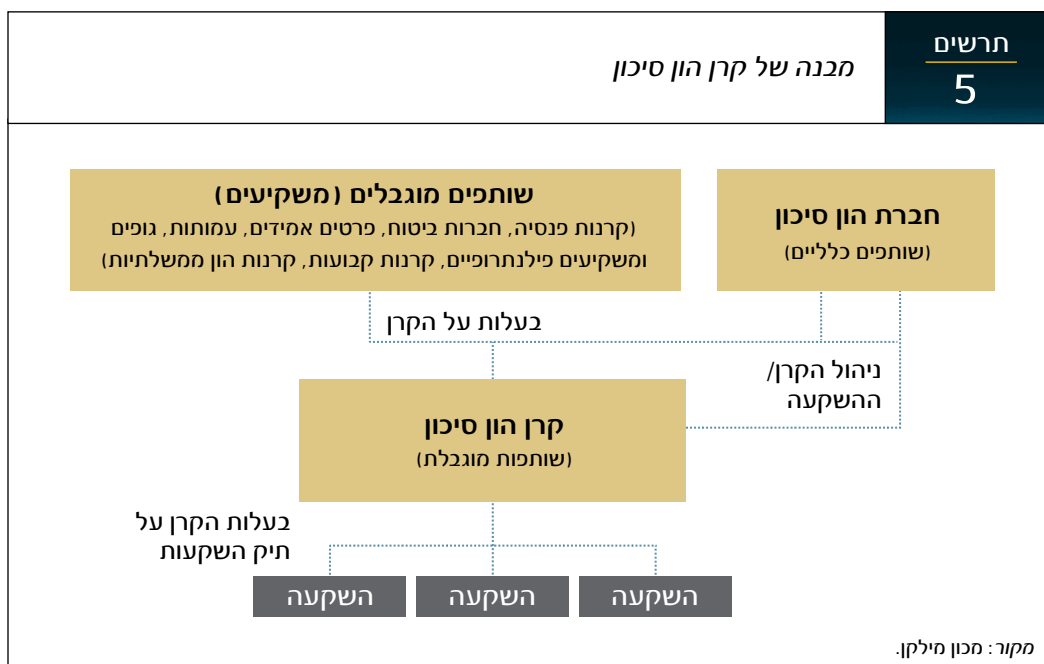 תרשים
5
מבנה של קרן הון סיכון
חברת הון סיכון
(שותפים כלליים)
שותפים מוגבלים (משקיעים)
(קרנות פנסיה, חברות ביטוח, פרטים אמידים, עמותות, גופים
ומשקיעים פילנתרופיים, קרנות קבועות, קרנות הון ממשלתיות)
בעלות על הקרן
ניהול הקרן/
ההשקעה
קרן הון סיכון
(שותפות מוגבלת)
בעלות הקרן על
תיק השקעות
השקעה
השקעה
השקעה
מקור: מכון מילקן.